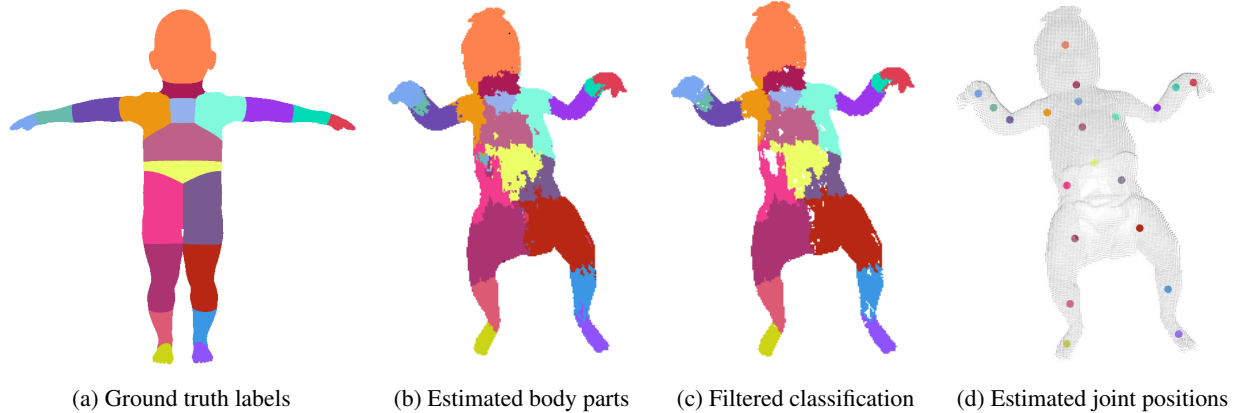 (a) Ground truth labels
(b) Estimated body parts
(c) Filtered classification
(d) Estimated joint positions